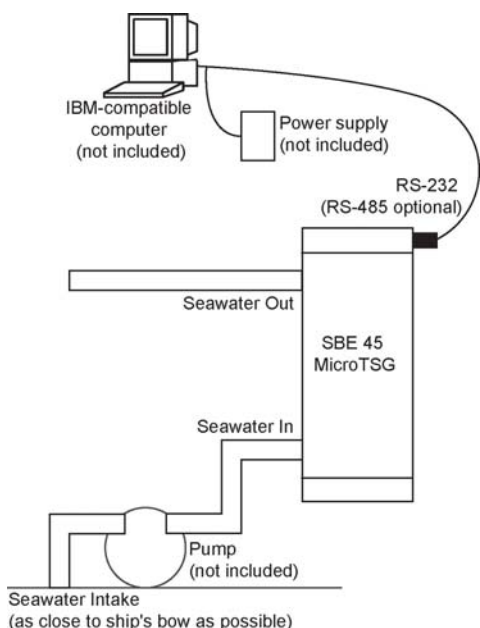 IBM-compatible
computer
(not included)
Power supply
(not included)
RS-232
(RS-485 optional)
Seawater Out
SBE 45
MicroTSG
Seawater In
Pump
(not included)
Seawater Intake
(as close to ship's bow as possible)